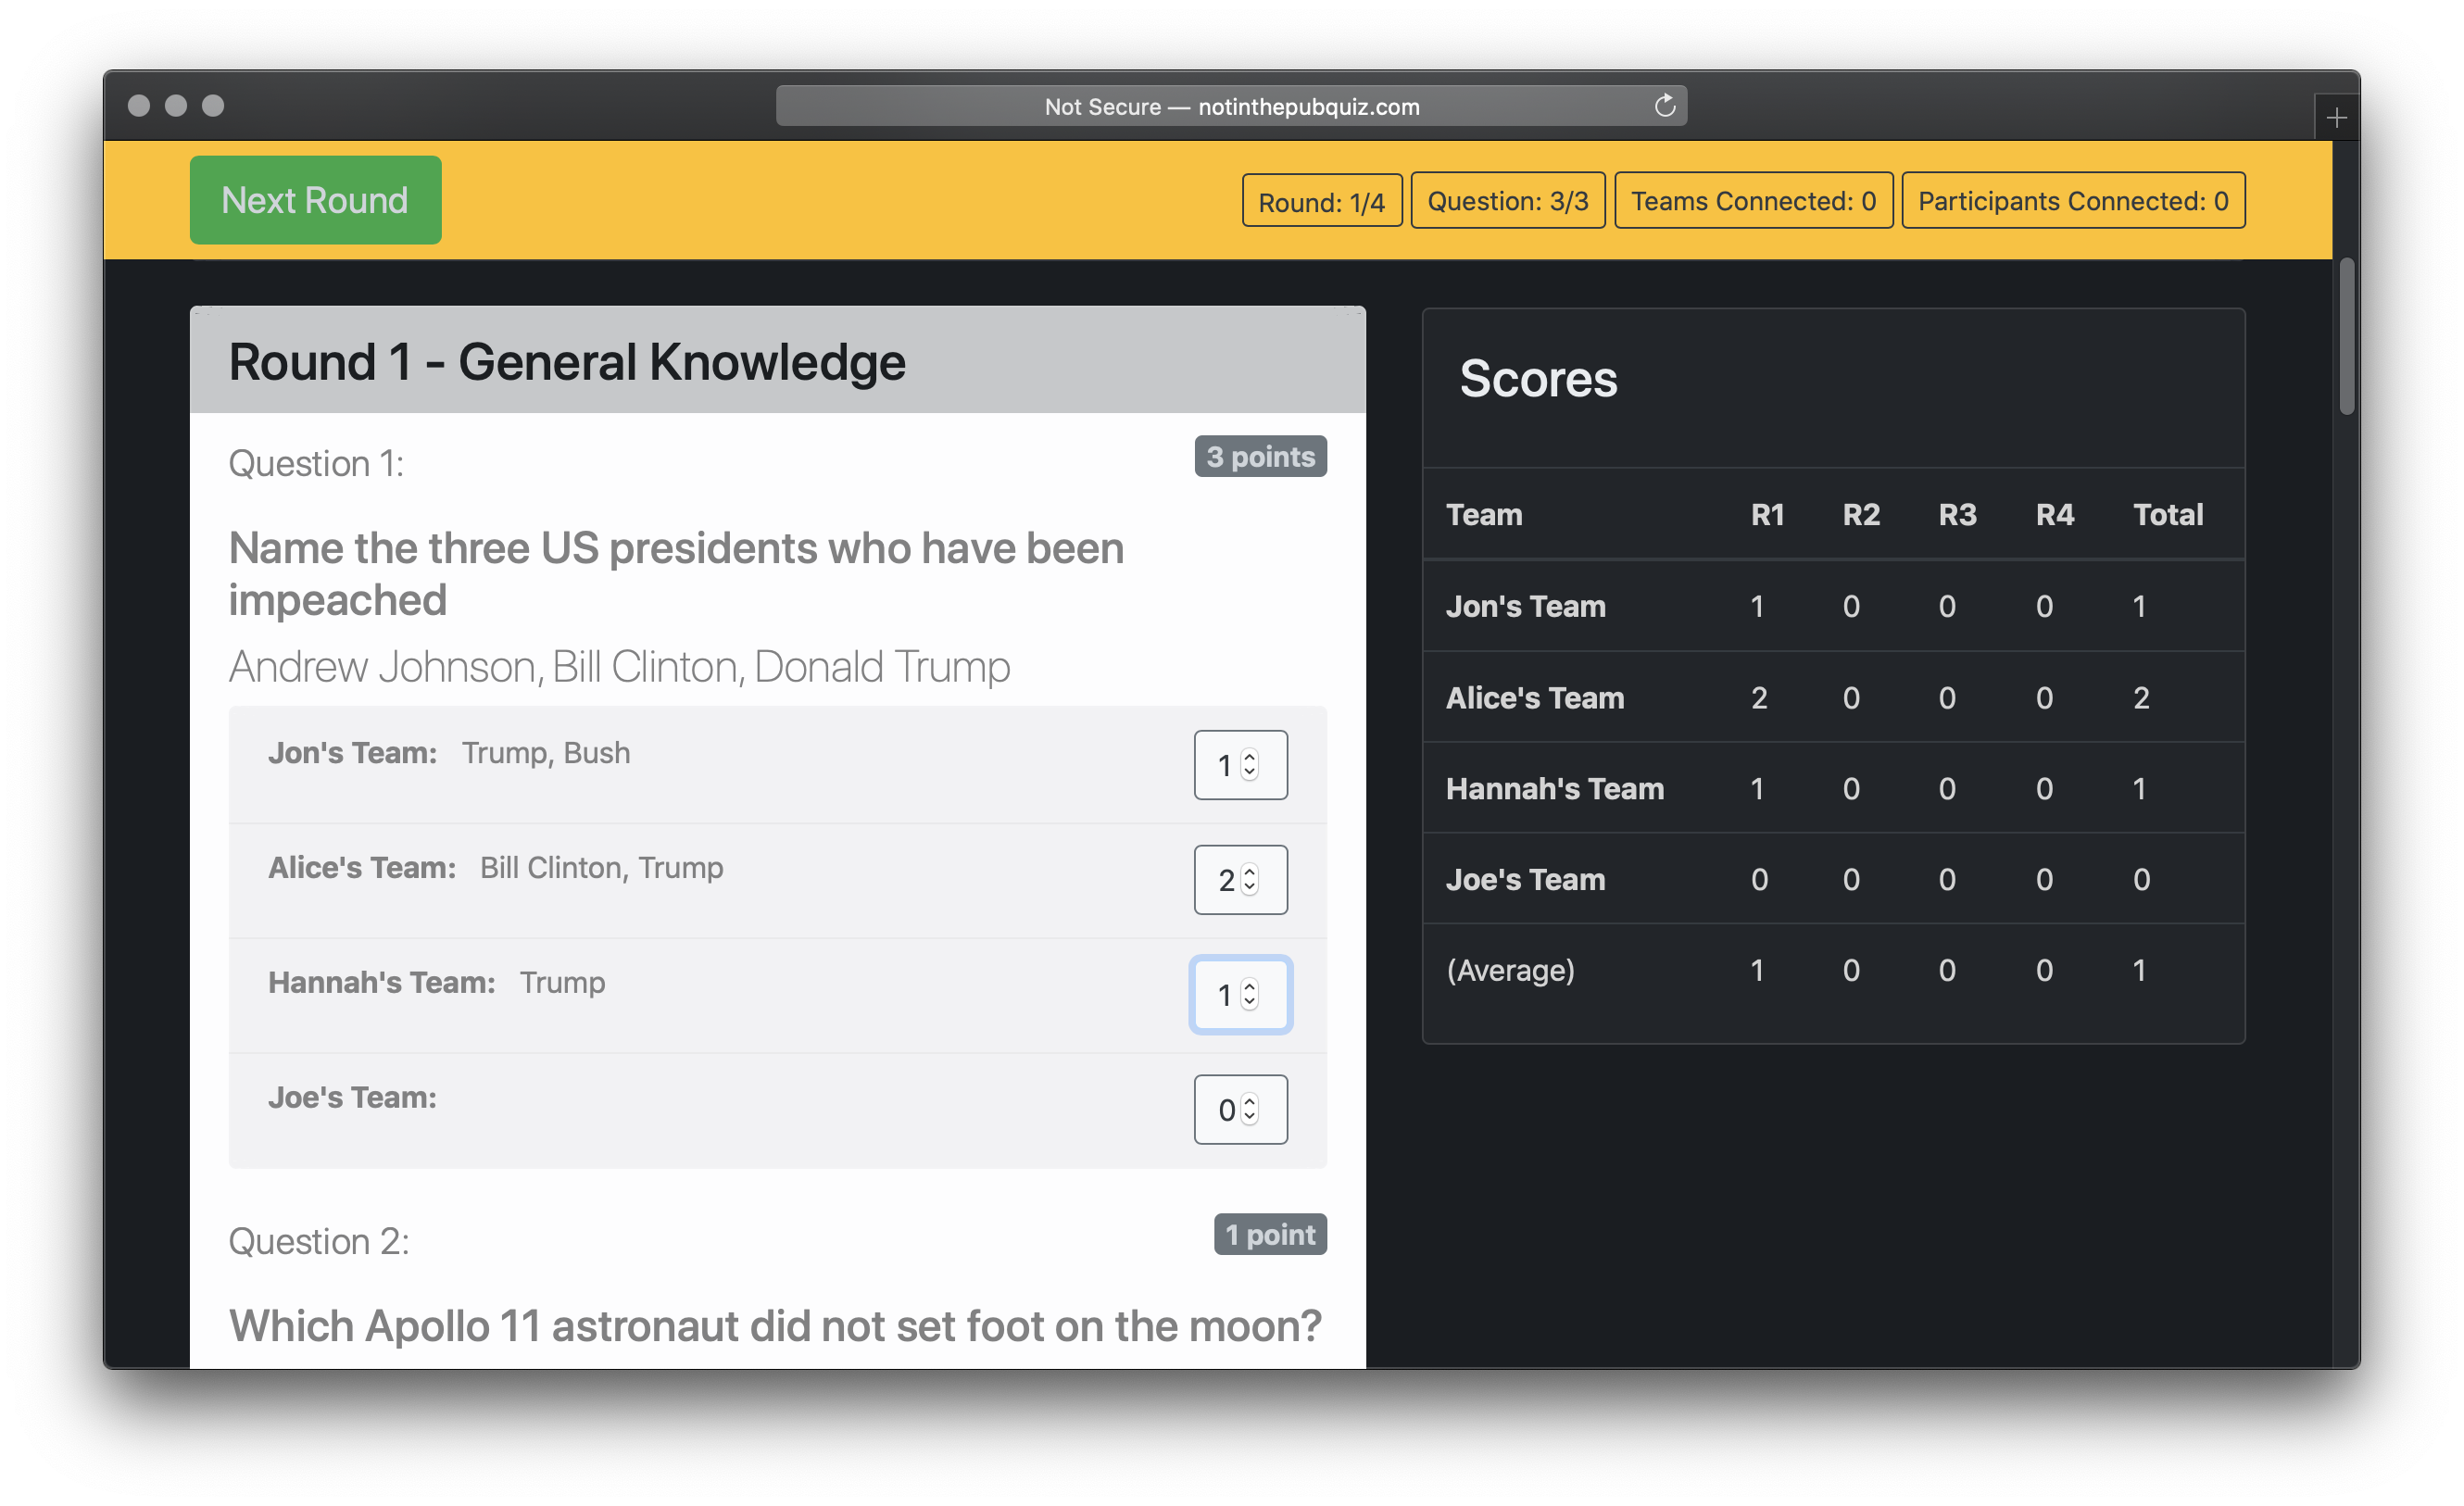 Not Secure — notinthepubquiz.com
Next Round
Round: 1/4
Question: 3/3
Teams Connected: 0
Participants Connected: 0
Round 1 - General Knowledge
Question 1:
3 points
Name the three US presidents who have been
impeached
Andrew Johnson, Bill Clinton, Donald Trump
Jon's Team: Trump, Bush 1
Alice's Team: Bill Clinton, Trump 2
Hannah's Team: Trump 1
Joe's Team: 0
Question 2:
1 point
Which Apollo 11 astronaut did not set foot on the moon?
Scores
Team R1 R2 R3 R4 Total
Jon's Team 1 0 0 0 1
Alice's Team 2 0 0 0 2
Hannah's Team 1 0 0 0 1
Joe's Team 0 0 0 0 0
(Average) 1 0 0 0 1